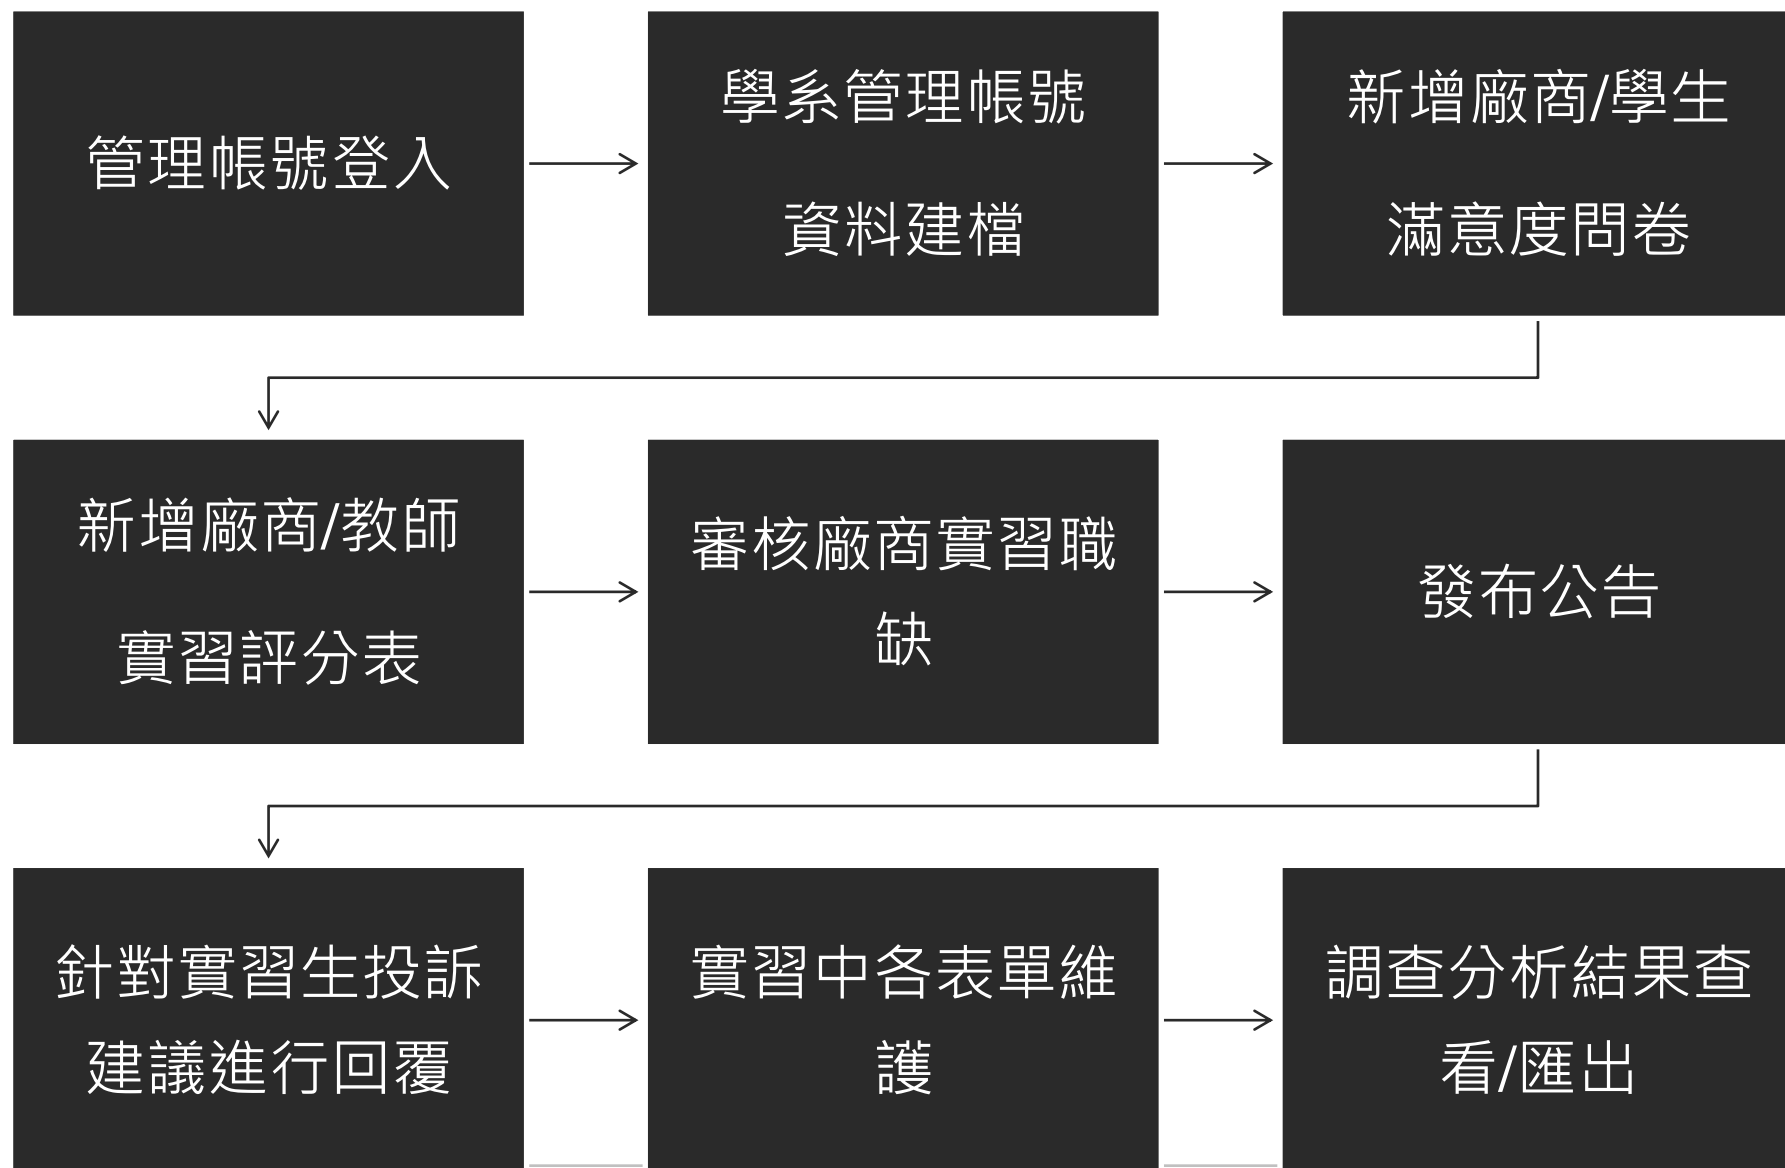 管理帳號登入
學系管理帳號
資料建檔
新增廠商/學生
滿意度問卷
新增廠商/教師
實習評分表
審核廠商實習職
缺
發布公告
針對實習生投訴
建議進行回覆
實習中各表單維
護
調查分析結果查
看/匯出